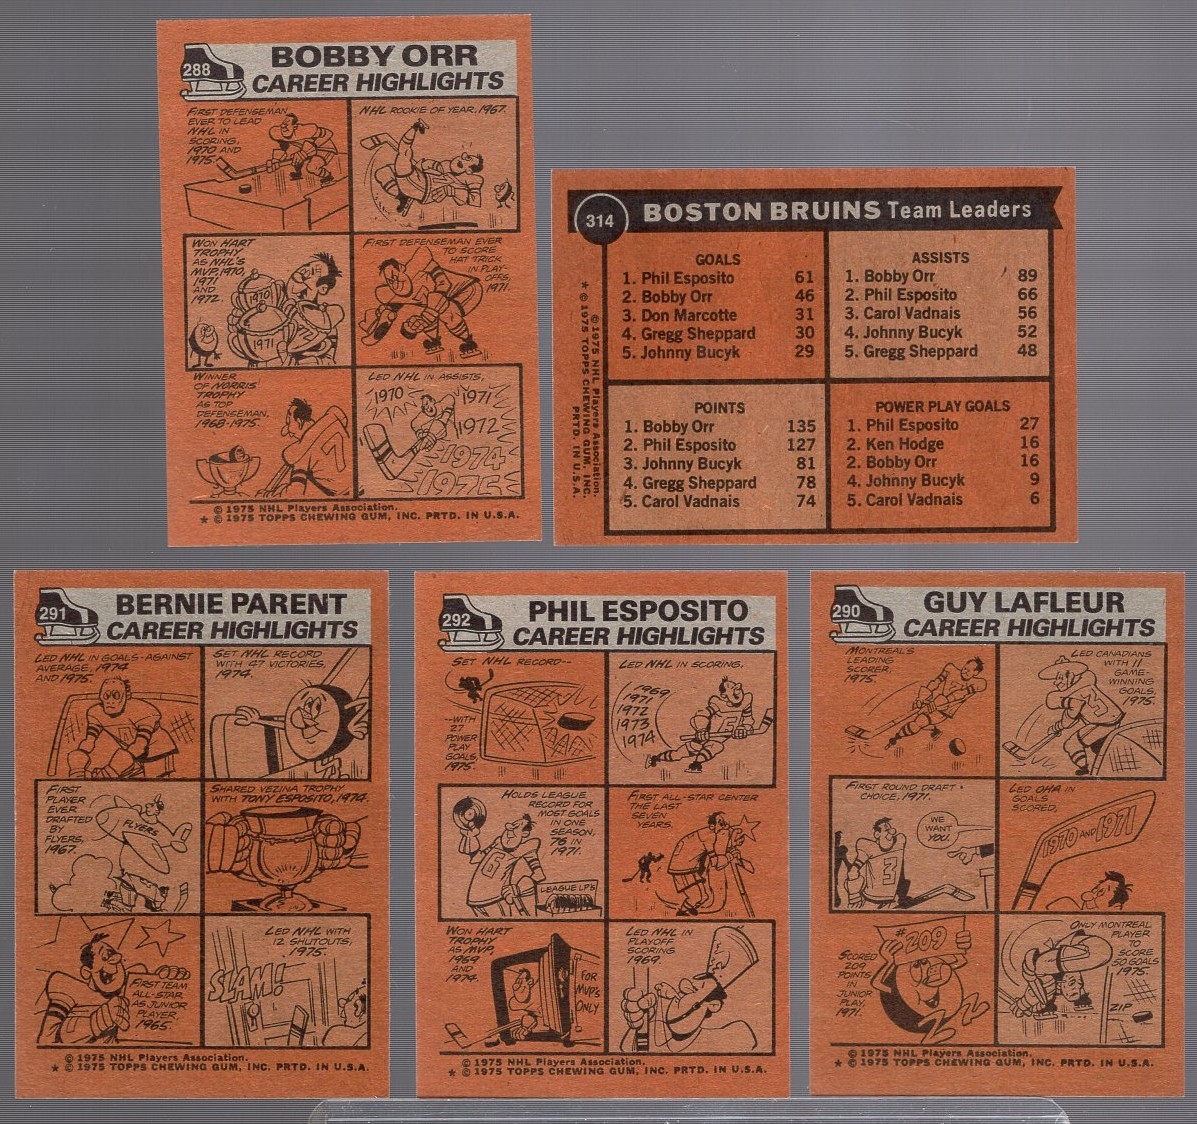 288
BOBBY ORR
CAREER HIGHLIGHTS
FIRST DEFENSEMAN
EVER TO LEAD
NHL IN
SCORING,
1970 AND
1975.
NHL ROOKIE OF YEAR, 1967.
WON HART
TROPHY
AS NHL'S
MVP, 1970,
1971
AND
1972.
1970
1971
FIRST DEFENSEMAN EVER
TO SCORE
HAT TRICK
IN PLAY-
OFFS,
1971.
WINNER
OF NORRIS
TROPHY
AS TOP
DEFENSEMAN,
1968-1975.
LED NHL IN ASSISTS,
1970
1971
1972
1974
1975
© 1975 NHL Players Association.
★ © 1975 TOPPS CHEWING GUM, INC. PRTD. IN U.S.A.
314
BOSTON BRUINS Team Leaders
GOALS
1. Phil Esposito 61
2. Bobby Orr 46
3. Don Marcotte 31
4. Gregg Sheppard 30
5. Johnny Bucyk 29
ASSISTS
1. Bobby Orr 89
2. Phil Esposito 66
3. Carol Vadnais 56
4. Johnny Bucyk 52
5. Gregg Sheppard 48
POINTS
1. Bobby Orr 135
2. Phil Esposito 127
3. Johnny Bucyk 81
4. Gregg Sheppard 78
5. Carol Vadnais 74
POWER PLAY GOALS
1. Phil Esposito 27
2. Ken Hodge 16
2. Bobby Orr 16
4. Johnny Bucyk 9
5. Carol Vadnais 6
© 1975 NHL Players Association.
★ © 1975 TOPPS CHEWING GUM, INC.
PRTD. IN U.S.A.
291
BERNIE PARENT
CAREER HIGHLIGHTS
LED NHL IN GOALS-AGAINST
AVERAGE, 1974
AND 1975.
SET NHL RECORD
WITH 47 VICTORIES,
1974.
FIRST
PLAYER
EVER
DRAFTED
BY
FLYERS,
1967.
FLYERS
SHARED VEZINA TROPHY
WITH TONY ESPOSITO, 1974.
FIRST TEAM
ALL-STAR
AS JUNIOR
PLAYER,
1965.
LED NHL WITH
12 SHUTOUTS,
1975.
SLAM!
© 1975 NHL Players Association.
★ © 1975 TOPPS CHEWING GUM, INC. PRTD. IN U.S.A.
292
PHIL ESPOSITO
CAREER HIGHLIGHTS
SET NHL RECORD--
--WITH
27
POWER
PLAY
GOALS,
1975.
LED NHL IN SCORING,
1969
1971
1972
1973
1974
HOLDS LEAGUE
RECORD FOR
MOST GOALS
IN ONE
SEASON,
76 IN
1971.
6
LEAGUE LP'S
FIRST ALL-STAR CENTER
THE LAST
SEVEN
YEARS.
WON HART
TROPHY
AS MVP,
1969
AND
1974.
FOR
MVP'S
ONLY
LED NHL IN
PLAYOFF
SCORING
1969.
© 1975 NHL Players Association.
★ © 1975 TOPPS CHEWING GUM, INC. PRTD. IN U.S.A.
290
GUY LAFLEUR
CAREER HIGHLIGHTS
MONTREAL'S
LEADING
SCORER,
1975.
LED CANADIANS
WITH 11
GAME-
WINNING
GOALS,
1975.
FIRST ROUND DRAFT
CHOICE, 1971.
WE
WANT
YOU.
3
LED OHA IN
GOALS
SCORED,
1970 AND 1971
#209
SCORED
209
POINTS
IN
JUNIOR
PLAY,
1971.
ONLY MONTREAL
PLAYER
TO
SCORE
50 GOALS
1975.
ZIP
© 1975 NHL Players Association.
★ © 1975 TOPPS CHEWING GUM, INC. PRTD. IN U.S.A.